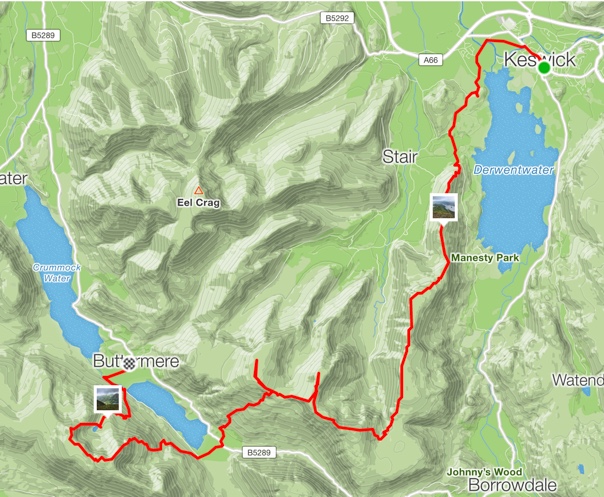 B5292
B5289
A66
Keswick
Stair
Derwentwater
ater
Eel Crag
Manesty Park
Crummock
Water
Buttermere
Watend
B5289
Johnny's Wood
Borrowdale